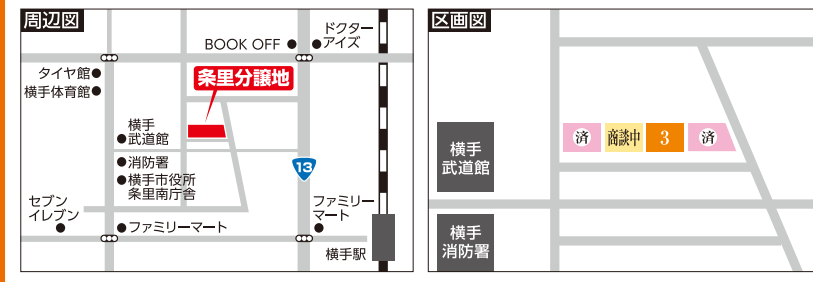 周辺図
BOOK OFF
ドクター
アイズ
タイヤ館
横手体育館
条里分譲地
横手
武道館
消防署
横手市役所
条里南庁舎
13
セブン
イレブン
ファミリーマート
ファミリー
マート
横手駅
区画図
横手
武道館
済
商談中
3
済
横手
消防署